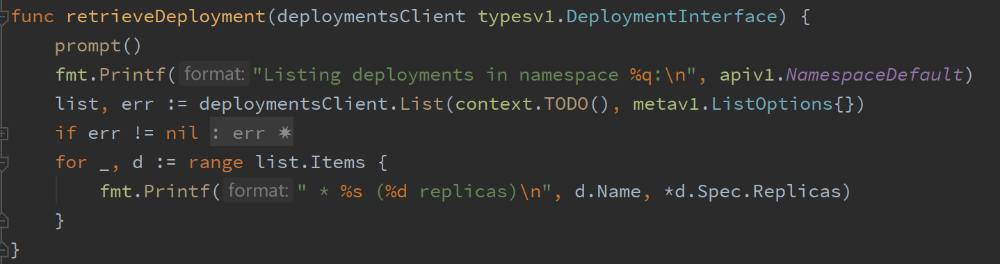 func retrieveDeployment(deploymentsClient typesv1.DeploymentInterface) {
    prompt()
    fmt.Printf( format: "Listing deployments in namespace %q:\n", apiv1.NamespaceDefault)
    list, err := deploymentsClient.List(context.TODO(), metav1.ListOptions{})
    if err != nil : err ✷
    for _, d := range list.Items {
        fmt.Printf( format: " * %s (%d replicas)\n", d.Name, *d.Spec.Replicas)
    }
}